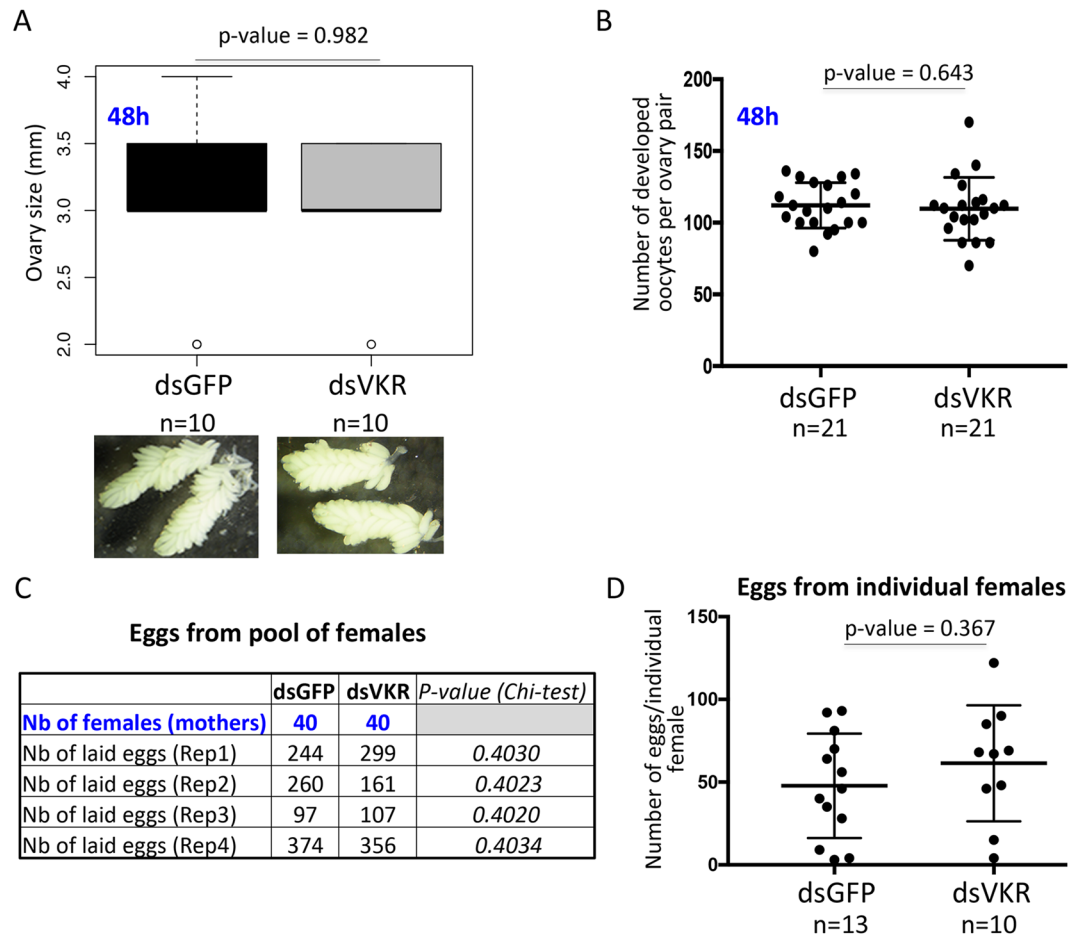 A
p-value = 0.982
48h
Ovary size (mm)
4.0
3.5
3.0
2.5
2.0
dsGFP
dsVKR
n=10
n=10
B
p-value = 0.643
48h
Number of developed
oocytes per ovary pair
200
150
100
50
0
dsGFP
dsVKR
n=21
n=21
C
Eggs from pool of females
dsGFP dsVKR P-value (Chi-test)
Nb of females (mothers) 40 40
Nb of laid eggs (Rep1) 244 299 0.4030
Nb of laid eggs (Rep2) 260 161 0.4023
Nb of laid eggs (Rep3) 97 107 0.4020
Nb of laid eggs (Rep4) 374 356 0.4034
D
Eggs from individual females
p-value = 0.367
Number of eggs/individual
female
150
100
50
0
dsGFP
dsVKR
n=13
n=10